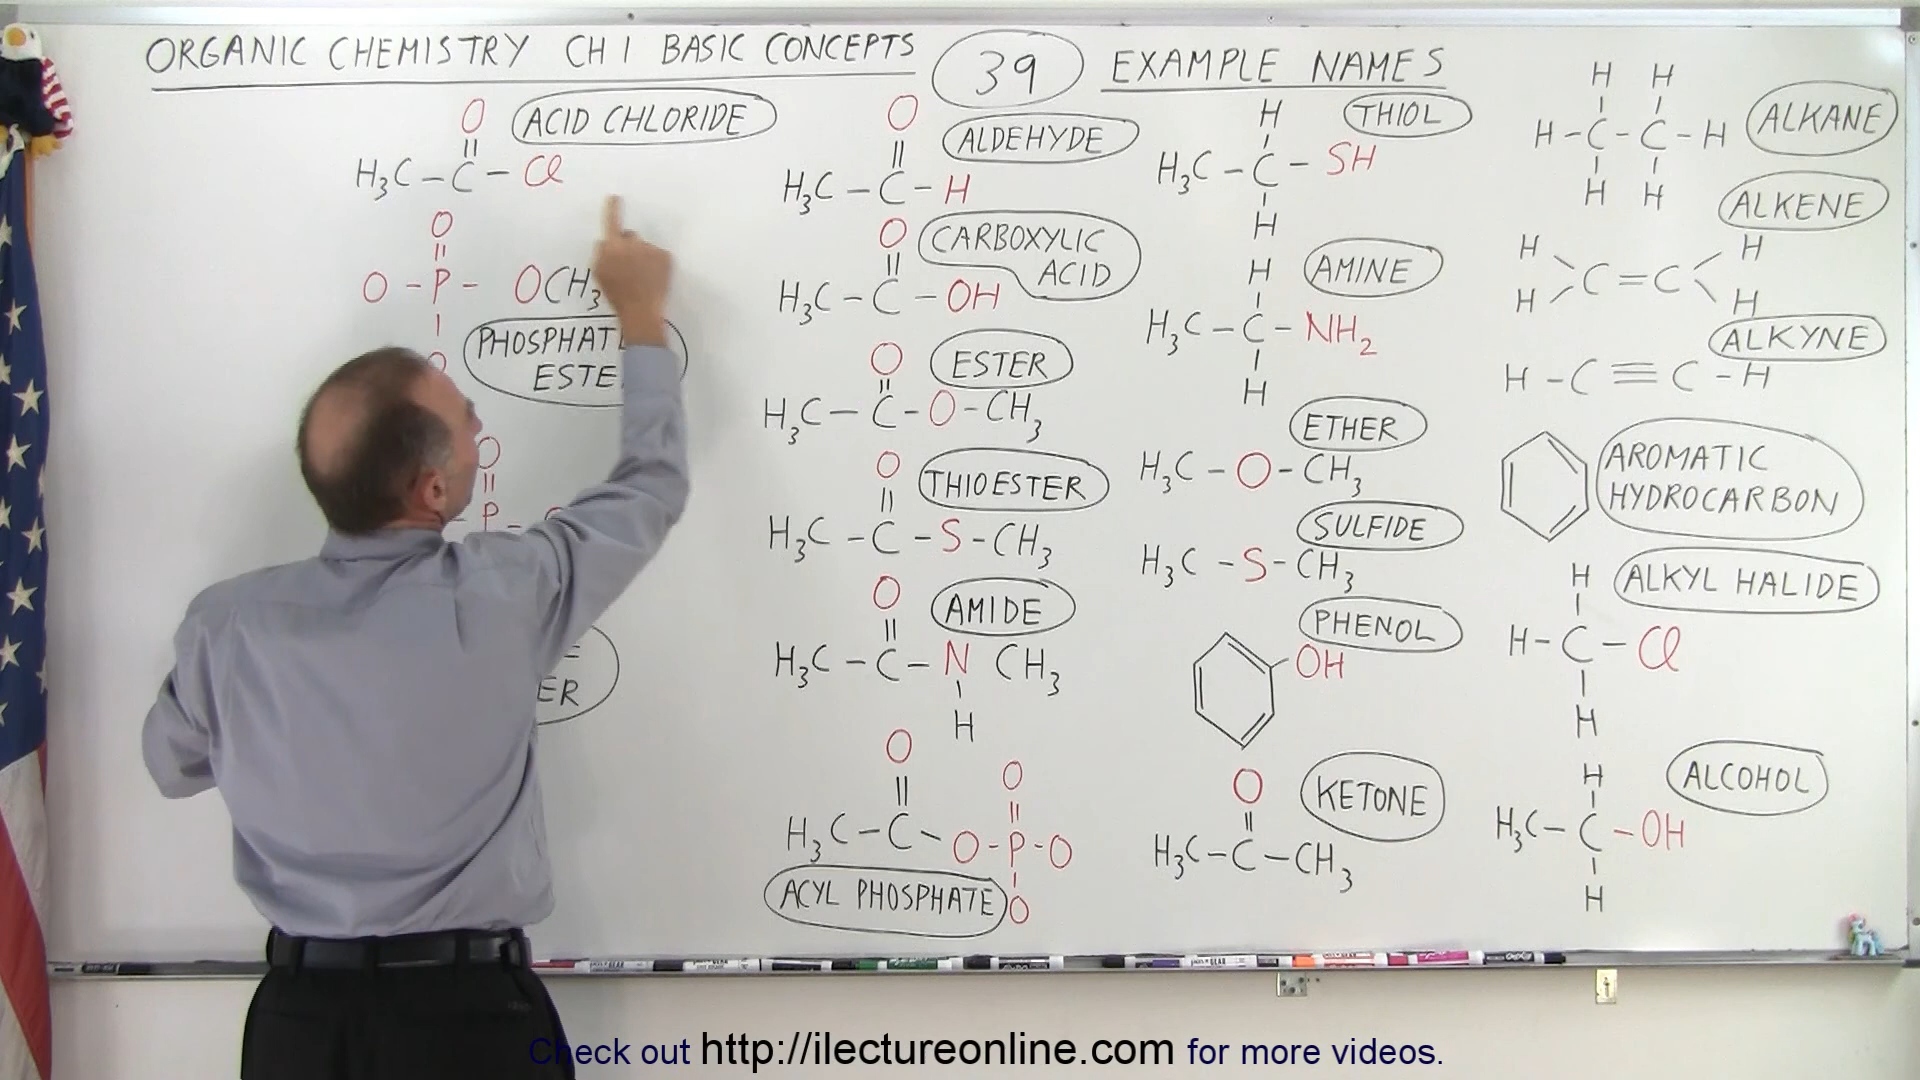 ORGANIC CHEMISTRY CH 1 BASIC CONCEPTS 39 EXAMPLE NAMES
ACID CHLORIDE
O
||
H3C – C – Cl
O
||
O – P – OCH3
|
O
PHOSPHAT
ESTE
O
||
P –
ER
ALDEHYDE
O
||
H3C – C – H
CARBOXYLIC
ACID
O
||
H3C – C – OH
ESTER
O
||
H3C – C – O – CH3
THIOESTER
O
||
H3C – C – S – CH3
AMIDE
O
||
H3C – C – N CH3
|
H
O O
|| ||
H3C – C – O – P – O
|
O
ACYL PHOSPHATE
THIOL
H
|
H3C – C – SH
|
H
AMINE
H
|
H3C – C – NH2
|
H
ETHER
H3C – O – CH3
SULFIDE
H3C – S – CH3
PHENOL
OH
KETONE
O
||
H3C – C – CH3
ALKANE
H H
| |
H – C – C – H
| |
H H
ALKENE
H H
C = C
H H
ALKYNE
H – C ≡ C – H
AROMATIC
HYDROCARBON
ALKYL HALIDE
H
|
H – C – Cl
|
H
ALCOHOL
H
|
H3C – C – OH
|
H
Check out http://ilectureonline.com for more videos.